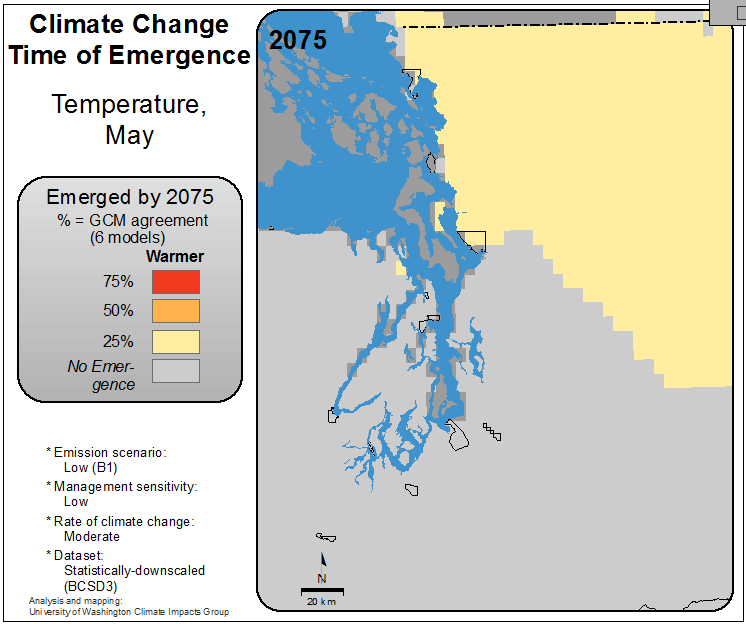 Climate Change
Time of Emergence
Temperature,
May
Emerged by 2075
% = GCM agreement
(6 models)
Warmer
75%
50%
25%
No Emer-
gence
* Emission scenario:
Low (B1)
* Management sensitivity:
Low
* Rate of climate change:
Moderate
* Dataset:
Statistically-downscaled
(BCSD3)
Analysis and mapping:
University of Washington Climate Impacts Group
2075
N
20 km